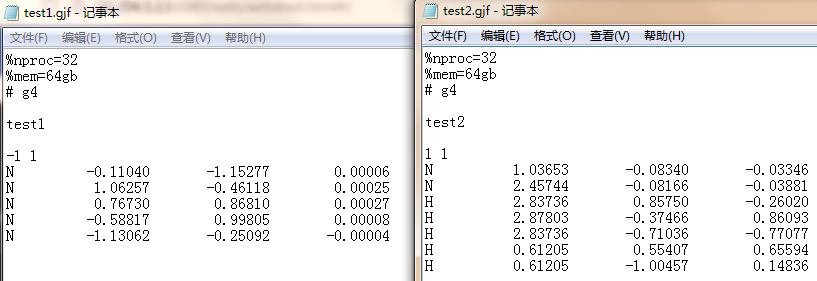 test1.gjf - 记事本
文件(F) 编辑(E) 格式(O) 查看(V) 帮助(H)
%nproc=32
%mem=64gb
# g4
test1
-1 1
N -0.11040 -1.15277 0.00006
N 1.06257 -0.46118 0.00025
N 0.76730 0.86810 0.00027
N -0.58817 0.99805 0.00008
N -1.13062 -0.25092 -0.00004
test2.gjf - 记事本
文件(F) 编辑(E) 格式(O) 查看(V) 帮助(H)
%nproc=32
%mem=64gb
# g4
test2
1 1
N 1.03653 -0.08340 -0.03346
N 2.45744 -0.08166 -0.03881
H 2.83736 0.85750 -0.26020
H 2.87803 -0.37466 0.86093
H 2.83736 -0.71036 -0.77077
H 0.61205 0.55407 0.65594
H 0.61205 -1.00457 0.14836